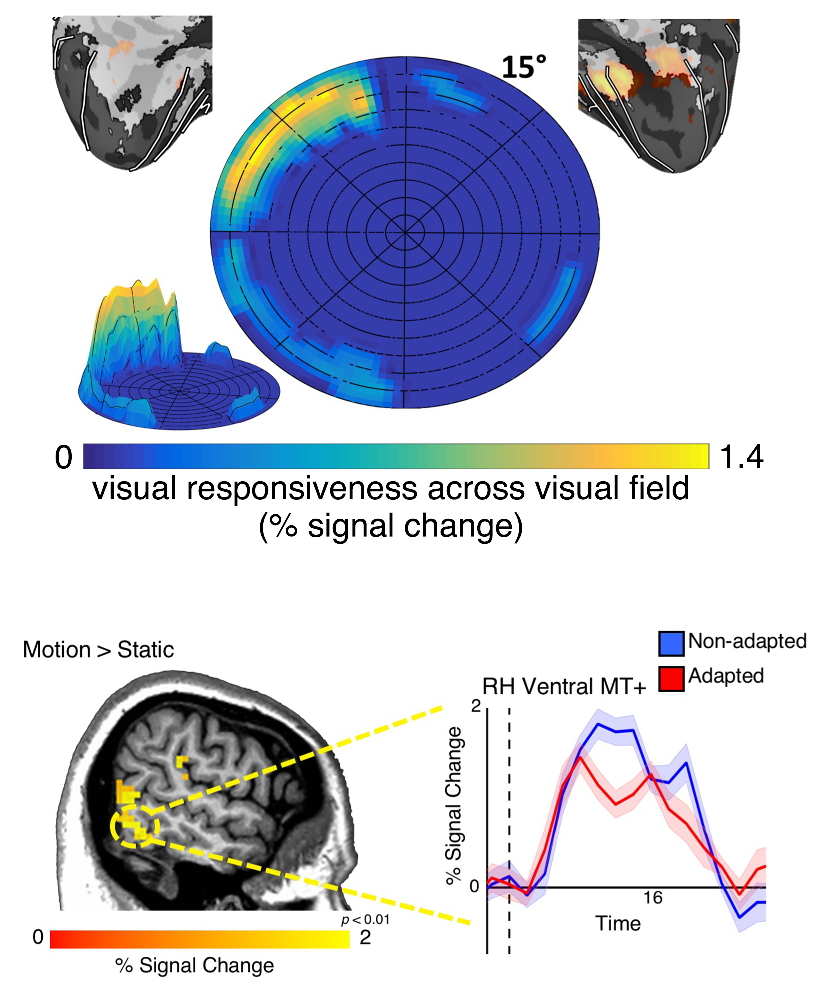 15°
0
1.4
visual responsiveness across visual field
(% signal change)
Motion > Static
Non-adapted
Adapted
RH Ventral MT+
2
% Signal Change
0
16
Time
p < 0.01
0
2
% Signal Change